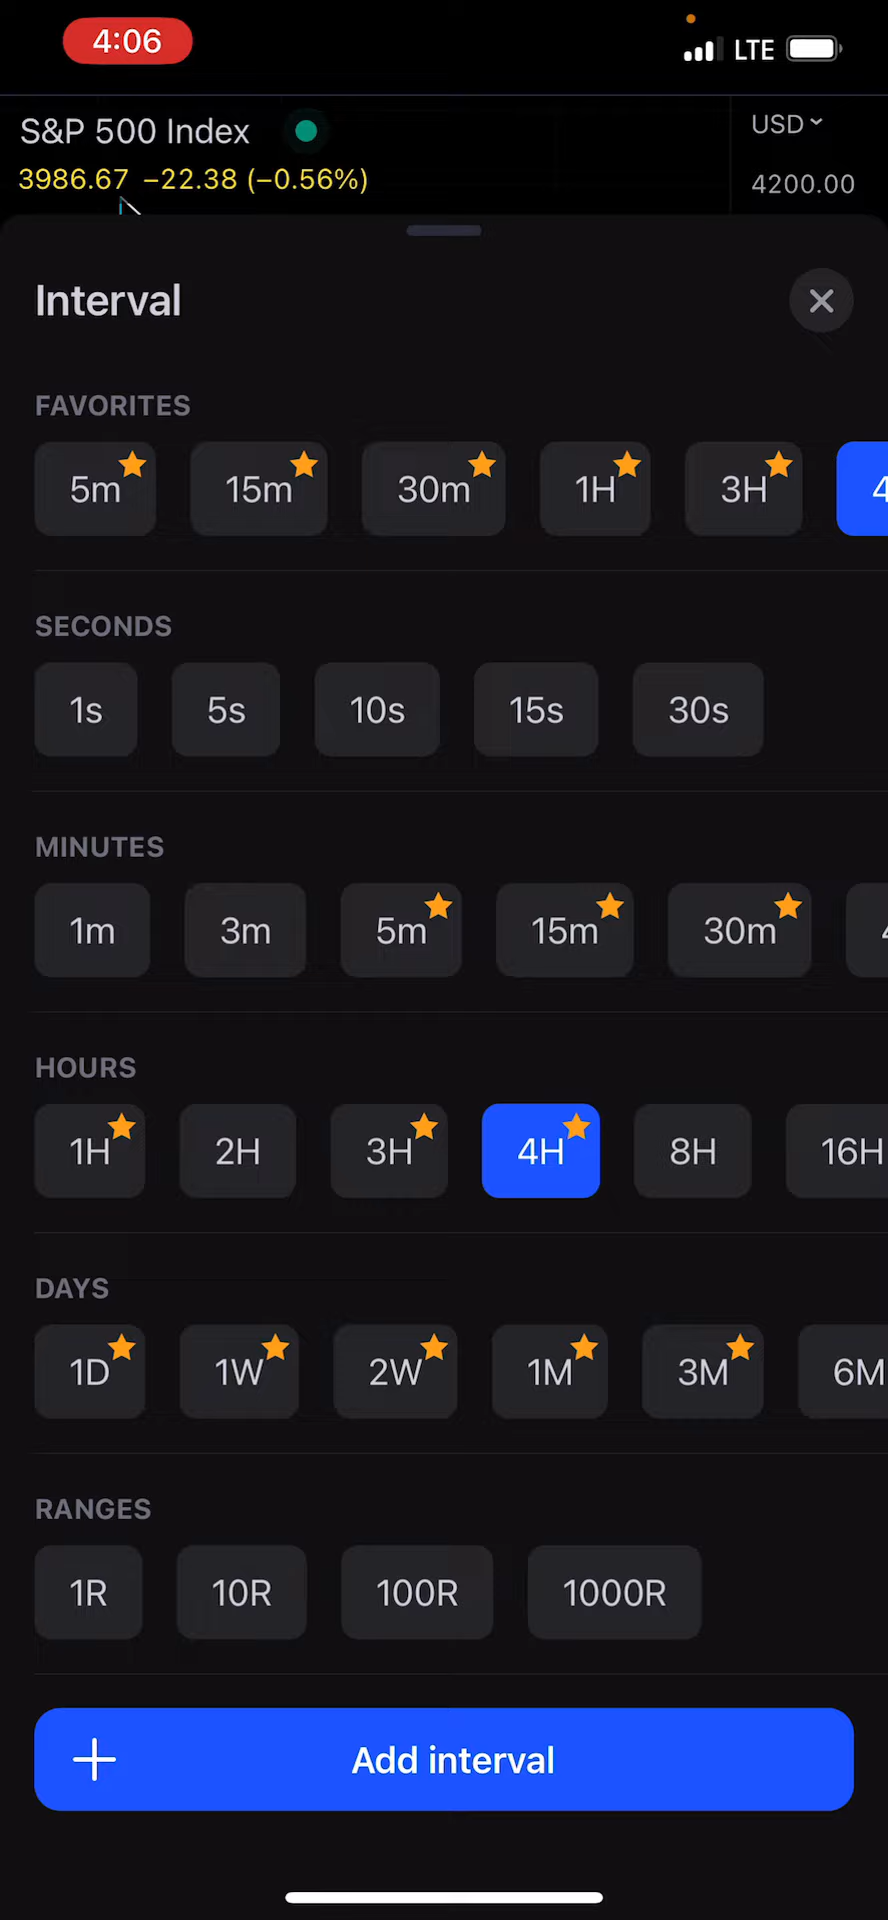 4:06
LTE
S&P 500 Index
USD
3986.67 −22.38 (−0.56%)
4200.00
Interval
FAVORITES
5m 15m 30m 1H 3H
SECONDS
1s 5s 10s 15s 30s
MINUTES
1m 3m 5m 15m 30m
HOURS
1H 2H 3H 4H 8H 16H
DAYS
1D 1W 2W 1M 3M 6M
RANGES
1R 10R 100R 1000R
Add interval